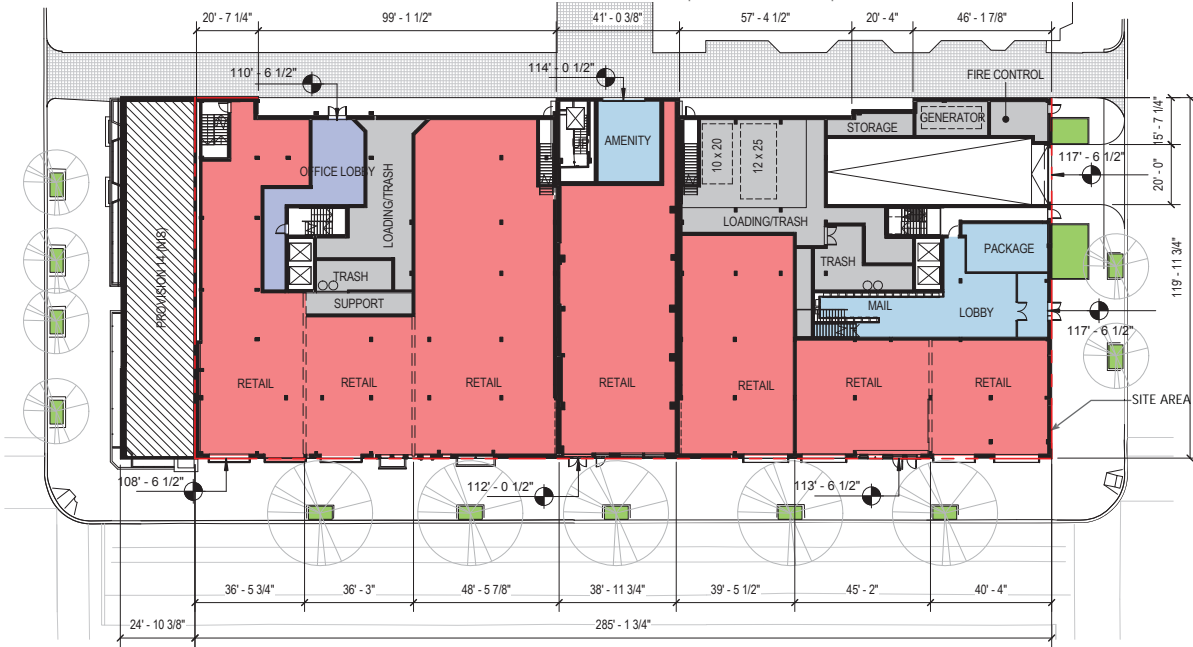 20' - 7 1/4"
99' - 1 1/2"
41' - 0 3/8"
57' - 4 1/2"
20' - 4"
46' - 1 7/8"
110' - 6 1/2"
114' - 0 1/2"
FIRE CONTROL
15' - 7 1/4"
STORAGE
GENERATOR
AMENITY
10 x 20
12 x 25
117' - 6 1/2"
20' - 0"
OFFICE LOBBY
LOADING/TRASH
LOADING/TRASH
PROVISION 14 (NIS)
PACKAGE
119' - 11 3/4"
TRASH
TRASH
SUPPORT
MAIL
LOBBY
117' - 6 1/2"
RETAIL
RETAIL
RETAIL
RETAIL
RETAIL
RETAIL
RETAIL
SITE AREA
108' - 6 1/2"
112' - 0 1/2"
113' - 6 1/2"
36' - 5 3/4"
36' - 3"
48' - 5 7/8"
38' - 11 3/4"
39' - 5 1/2"
45' - 2"
40' - 4"
24' - 10 3/8"
285' - 1 3/4"